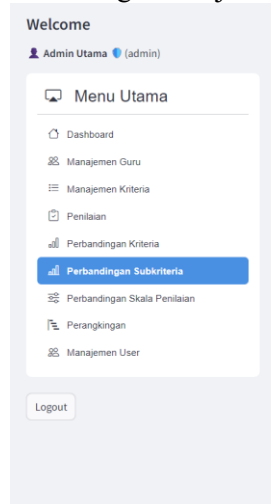 Welcome
Admin Utama (admin)
Menu Utama
Dashboard
Manajemen Guru
Manajemen Kriteria
Penilaian
Perbandingan Kriteria
Perbandingan Subkriteria
Perbandingan Skala Penilaian
Perangkingan
Manajemen User
Logout